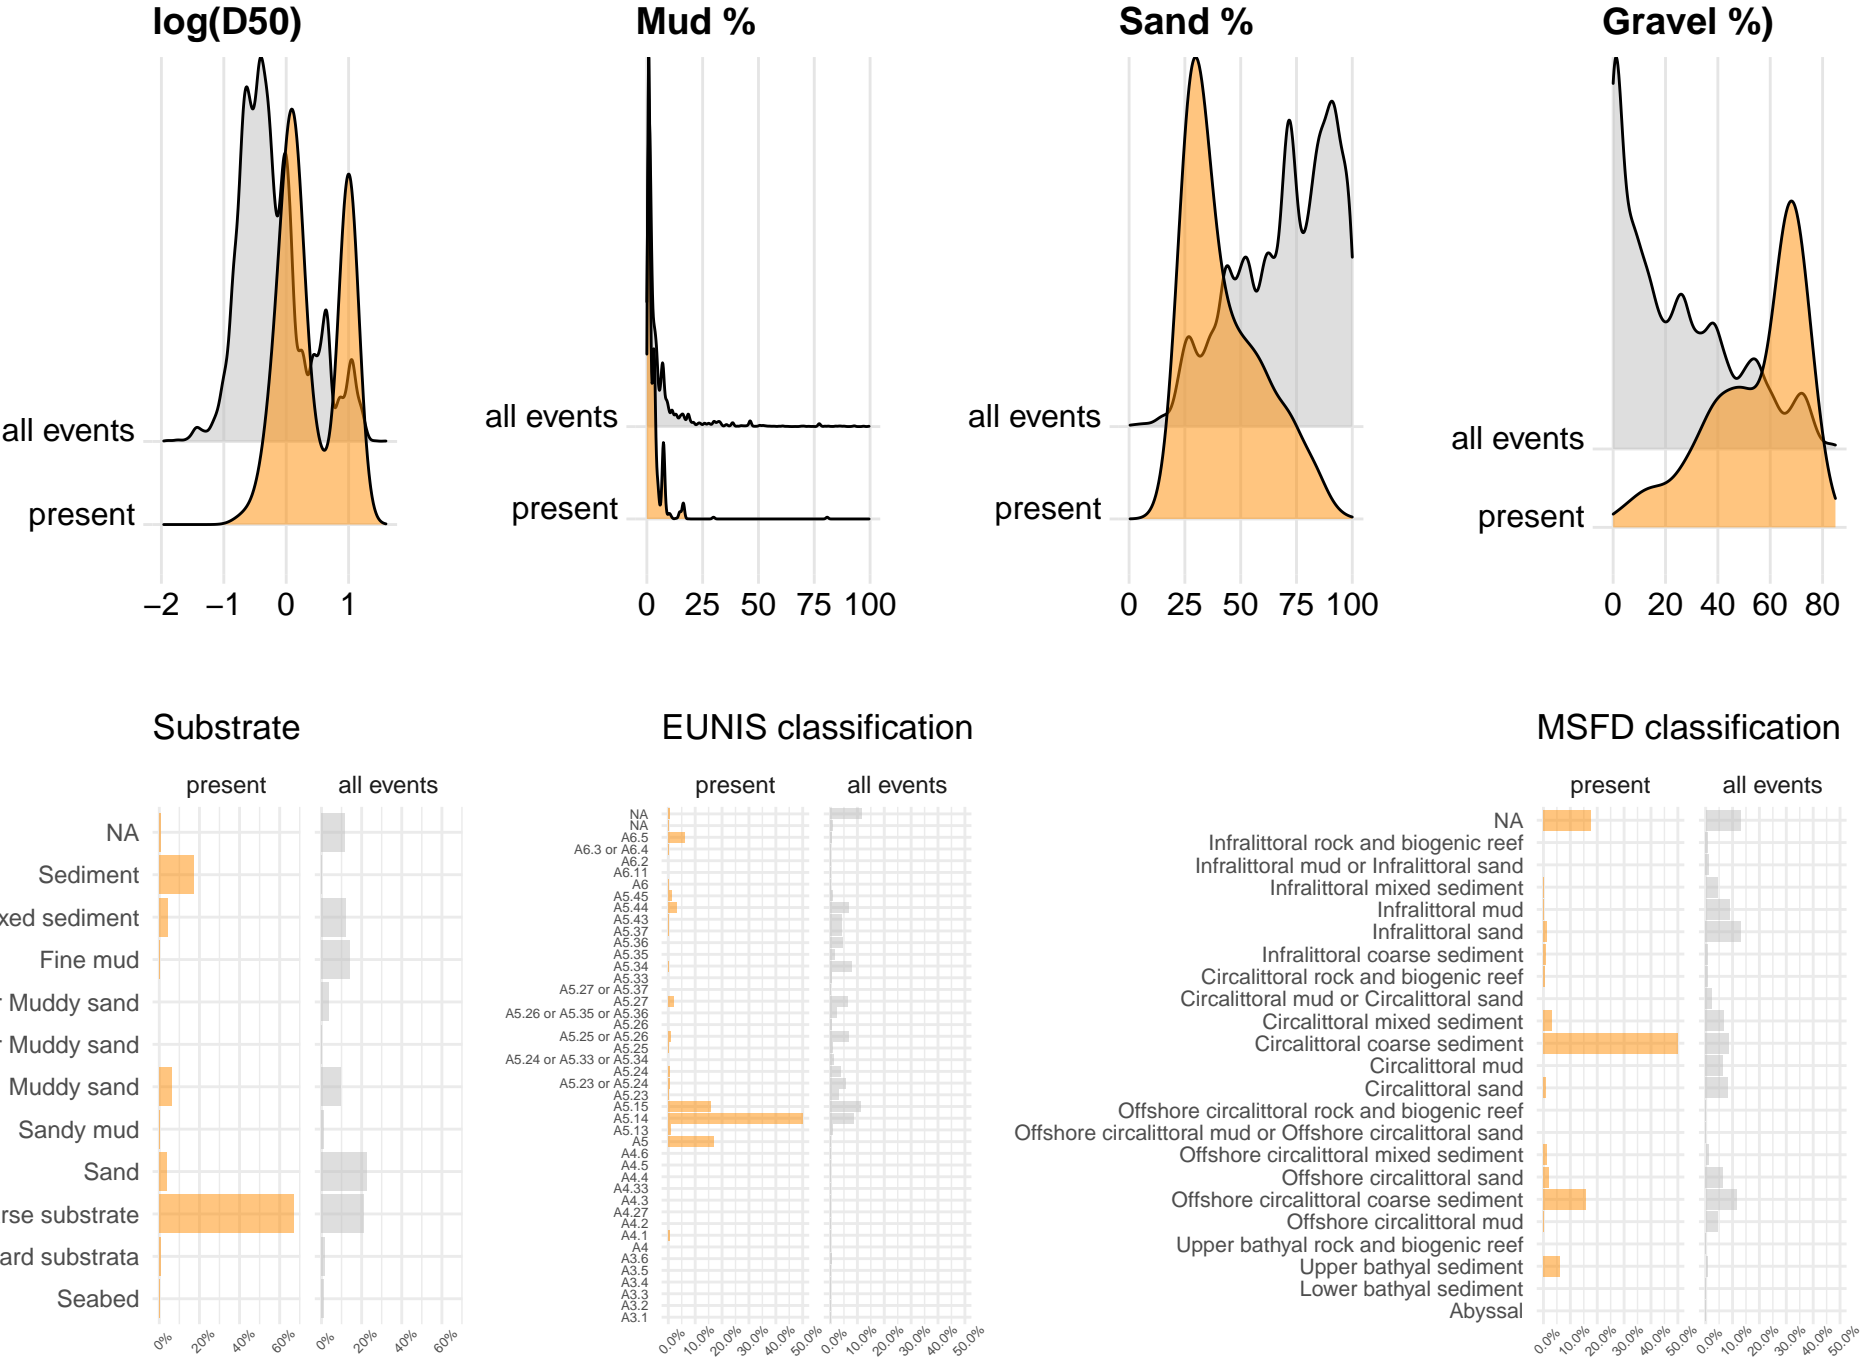 log(D50) Mud % Sand % Gravel %)
all events all events all events all events
present present present present
−2 −1 0 1 0 25 50 75 100 0 25 50 75 100 0 20 40 60 80
Substrate EUNIS classification MSFD classification
present all events present all events present all events
NA
Sediment
xed sediment
Fine mud
r Muddy sand
r Muddy sand
Muddy sand
Sandy mud
Sand
rse substrate
ard substrata
Seabed
0% 20% 40% 60% 0% 20% 40% 60%
NA
NA
A6.5
A6.3 or A6.4
A6.2
A6.11
A6
A5.45
A5.44
A5.43
A5.37
A5.36
A5.35
A5.34
A5.33
A5.27 or A5.37
A5.27
A5.26 or A5.35 or A5.36
A5.26
A5.25 or A5.26
A5.25
A5.24 or A5.33 or A5.34
A5.24
A5.23 or A5.24
A5.23
A5.15
A5.14
A5.13
A5
A4.6
A4.5
A4.4
A4.33
A4.3
A4.27
A4.2
A4.1
A4
A3.6
A3.5
A3.4
A3.3
A3.2
A3.1
0.0% 10.0% 20.0% 30.0% 40.0% 50.0% 0.0% 10.0% 20.0% 30.0% 40.0% 50.0%
NA
Infralittoral rock and biogenic reef
Infralittoral mud or Infralittoral sand
Infralittoral mixed sediment
Infralittoral mud
Infralittoral sand
Infralittoral coarse sediment
Circalittoral rock and biogenic reef
Circalittoral mud or Circalittoral sand
Circalittoral mixed sediment
Circalittoral coarse sediment
Circalittoral mud
Circalittoral sand
Offshore circalittoral rock and biogenic reef
Offshore circalittoral mud or Offshore circalittoral sand
Offshore circalittoral mixed sediment
Offshore circalittoral sand
Offshore circalittoral coarse sediment
Offshore circalittoral mud
Upper bathyal rock and biogenic reef
Upper bathyal sediment
Lower bathyal sediment
Abyssal
0.0% 10.0% 20.0% 30.0% 40.0% 50.0% 0.0% 10.0% 20.0% 30.0% 40.0% 50.0%